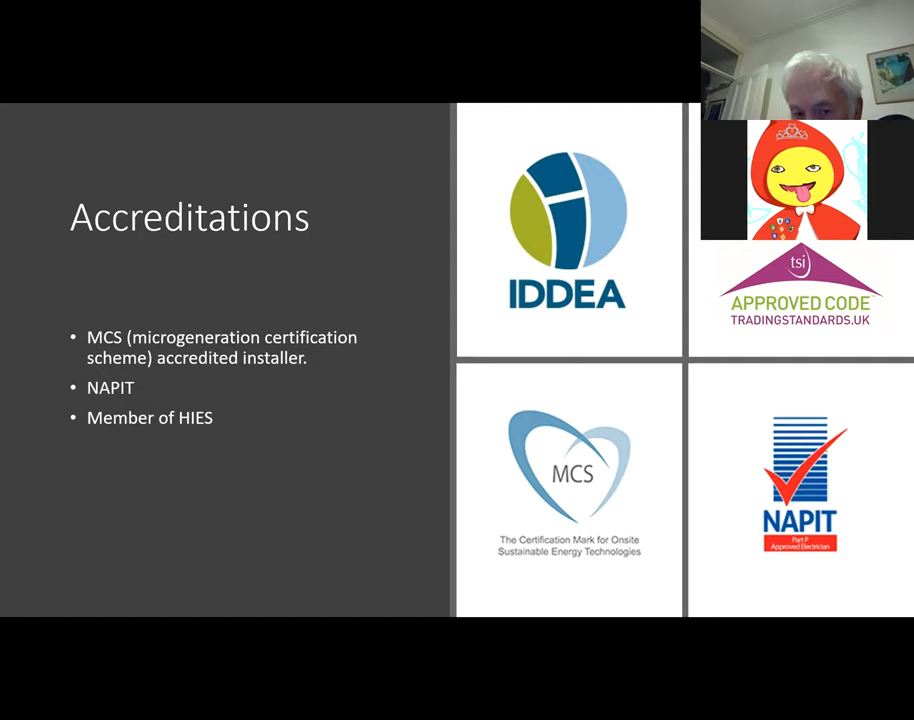 Accreditations
• MCS (microgeneration certification
scheme) accredited installer.
• NAPIT
• Member of HIES
IDDEA
tsi
APPROVED CODE
TRADINGSTANDARDS.UK
MCS
The Certification Mark for Onsite
Sustainable Energy Technologies
NAPIT
Part P
Approved Electrician